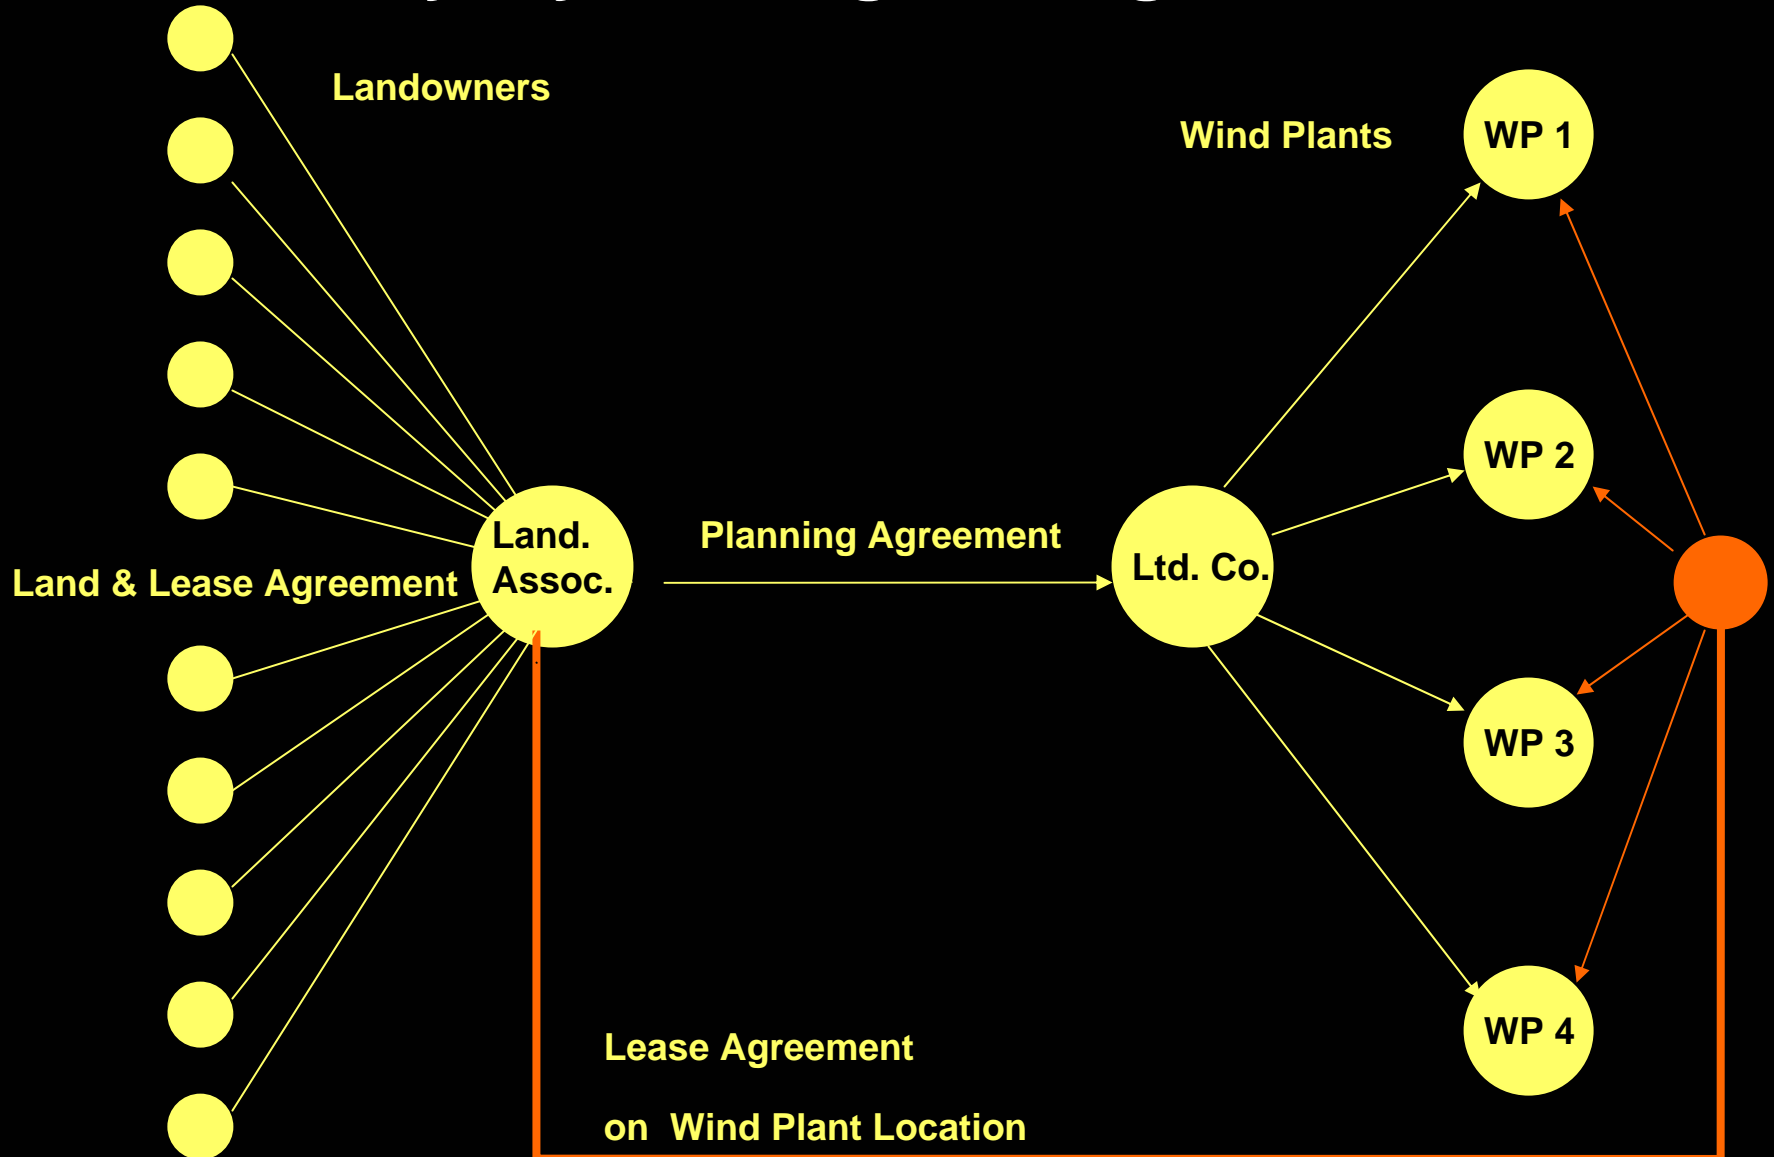 Landowners
Wind Plants
WP 1
WP 2
Land.
Assoc.
Planning Agreement
Ltd. Co.
Land & Lease Agreement
WP 3
WP 4
Lease Agreement
on Wind Plant Location